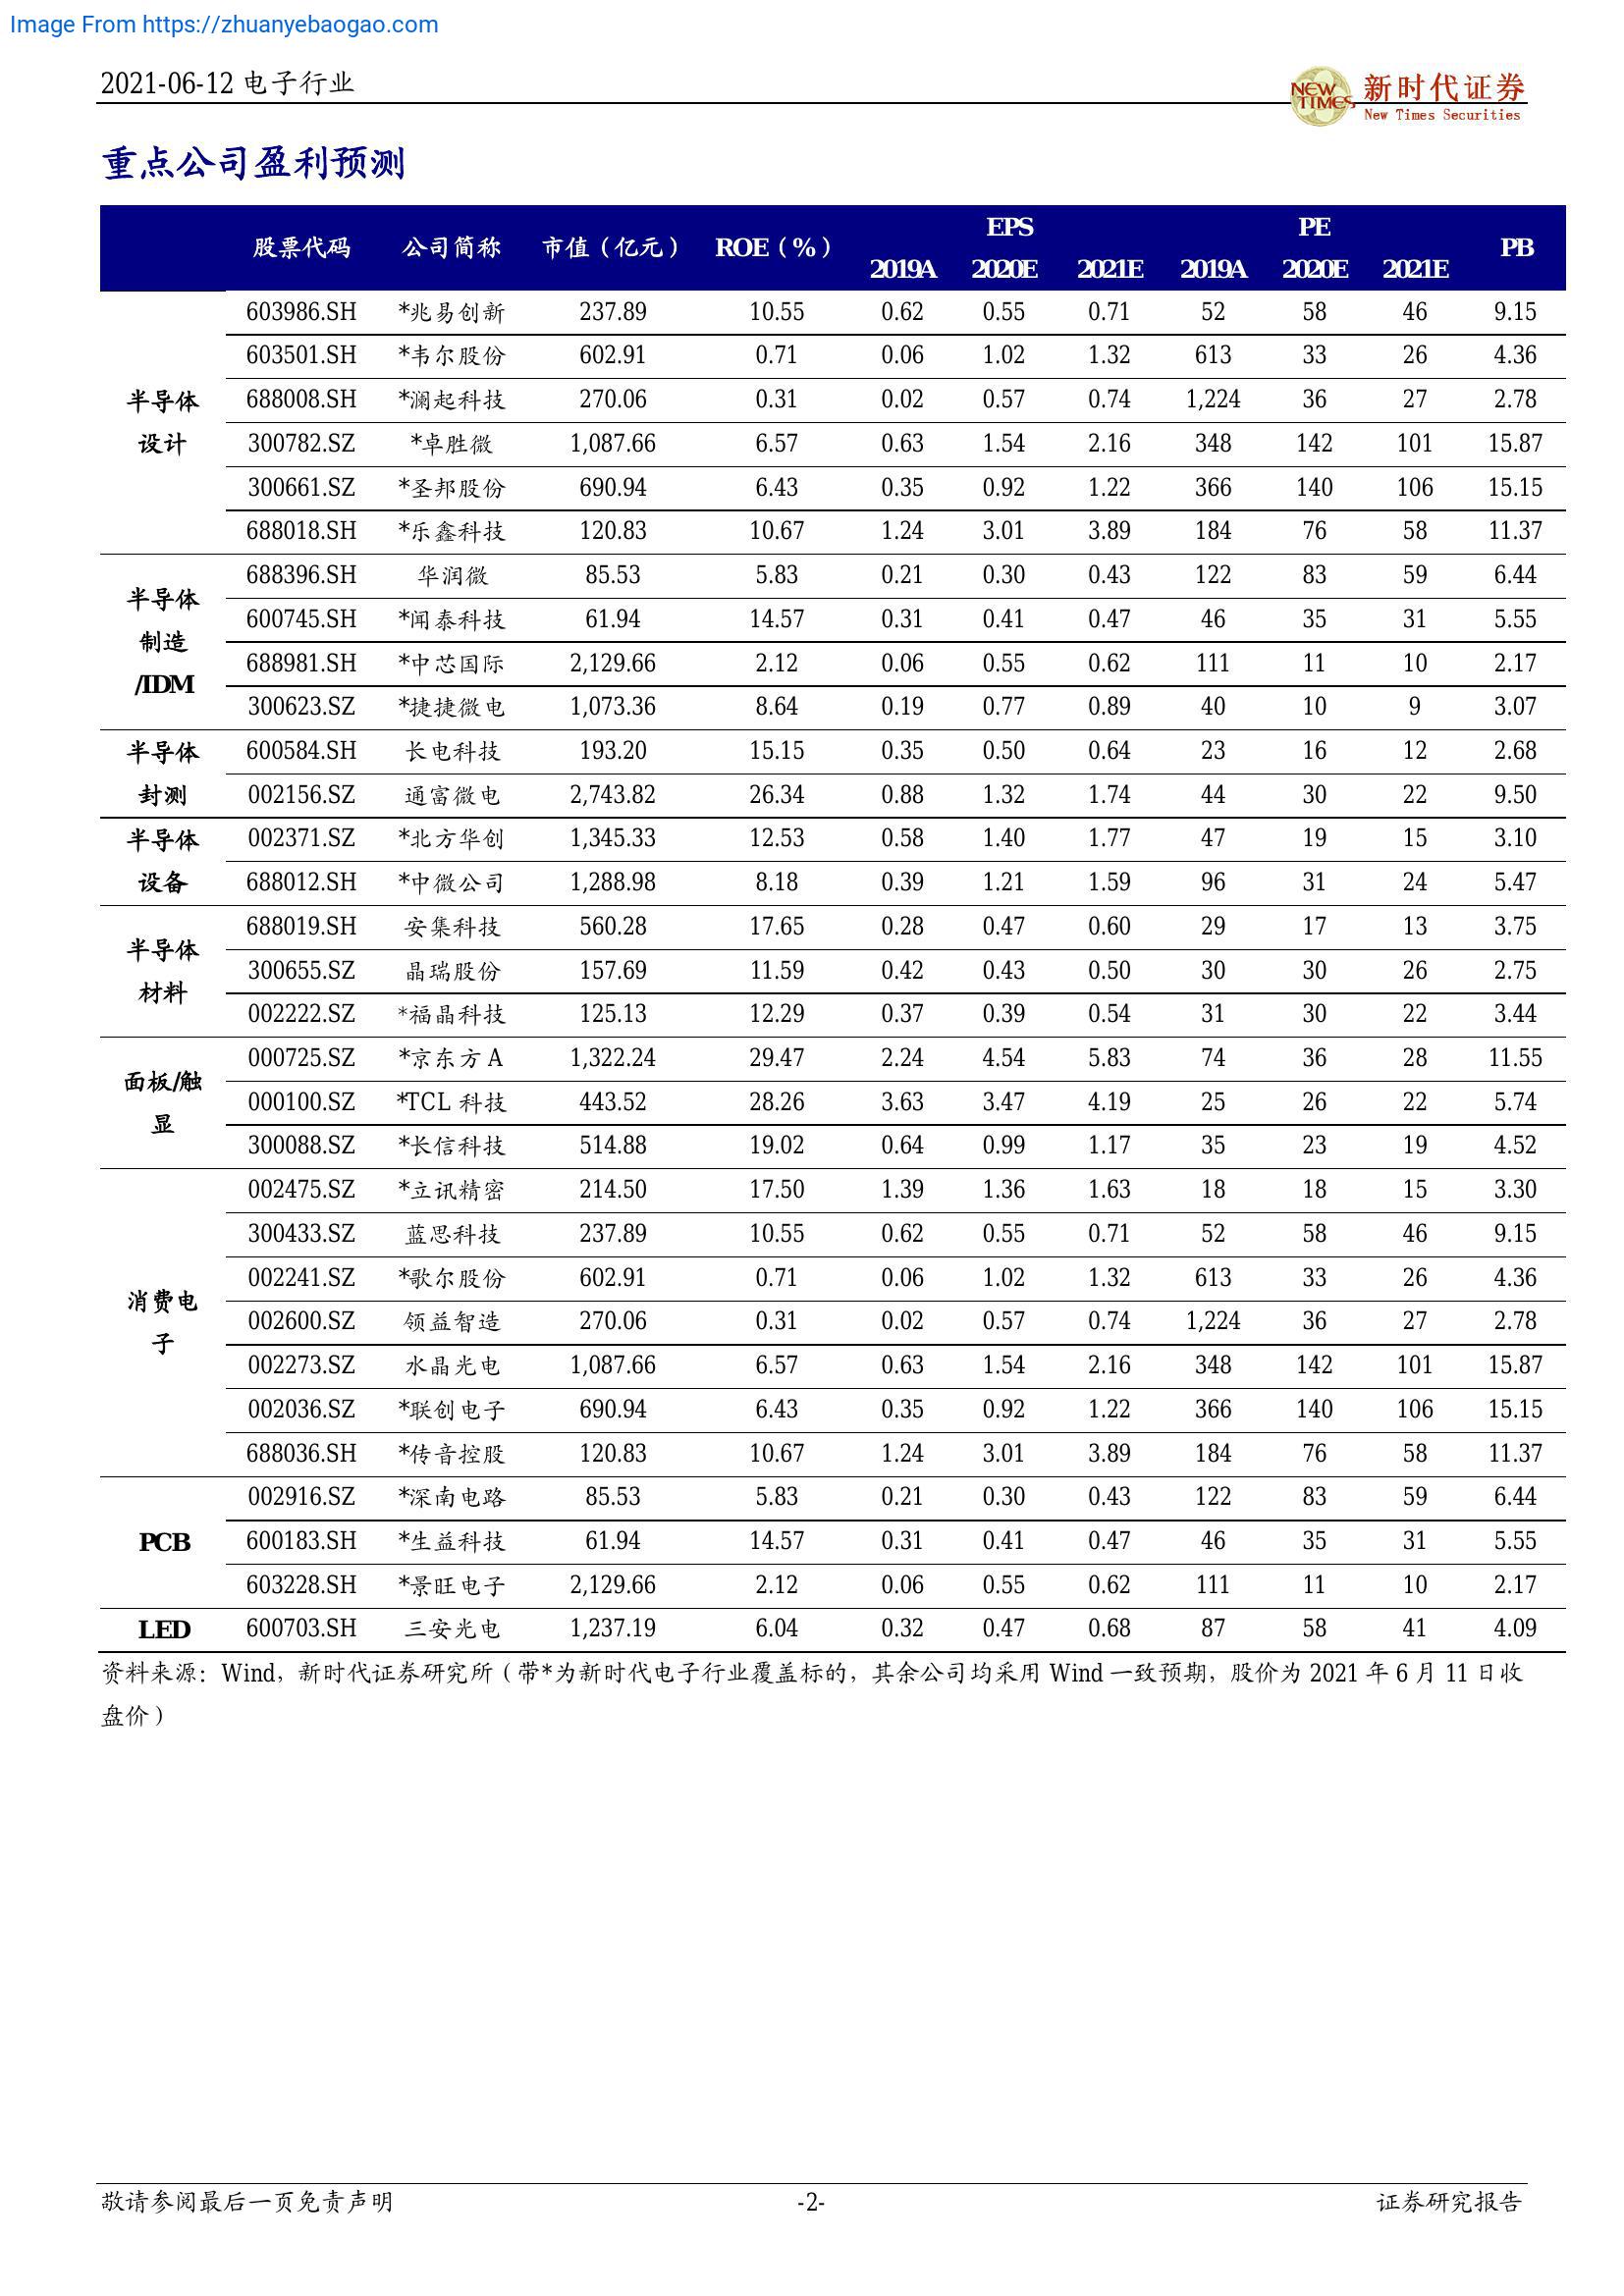 Image From https://zhuanyebaogao.com
2021-06-12 电子行业
NEW TIMES 新时代证券
New Times Securities
重点公司盈利预测
股票代码 公司简称 市值（亿元） ROE（%） EPS PE PB
2019A 2020E 2021E 2019A 2020E 2021E
半导体设计 603986.SH *兆易创新 237.89 10.55 0.62 0.55 0.71 52 58 46 9.15
603501.SH *韦尔股份 602.91 0.71 0.06 1.02 1.32 613 33 26 4.36
688008.SH *澜起科技 270.06 0.31 0.02 0.57 0.74 1,224 36 27 2.78
300782.SZ *卓胜微 1,087.66 6.57 0.63 1.54 2.16 348 142 101 15.87
300661.SZ *圣邦股份 690.94 6.43 0.35 0.92 1.22 366 140 106 15.15
688018.SH *乐鑫科技 120.83 10.67 1.24 3.01 3.89 184 76 58 11.37
半导体制造/IDM 688396.SH 华润微 85.53 5.83 0.21 0.30 0.43 122 83 59 6.44
600745.SH *闻泰科技 61.94 14.57 0.31 0.41 0.47 46 35 31 5.55
688981.SH *中芯国际 2,129.66 2.12 0.06 0.55 0.62 111 11 10 2.17
300623.SZ *捷捷微电 1,073.36 8.64 0.19 0.77 0.89 40 10 9 3.07
半导体封测 600584.SH 长电科技 193.20 15.15 0.35 0.50 0.64 23 16 12 2.68
002156.SZ 通富微电 2,743.82 26.34 0.88 1.32 1.74 44 30 22 9.50
半导体设备 002371.SZ *北方华创 1,345.33 12.53 0.58 1.40 1.77 47 19 15 3.10
688012.SH *中微公司 1,288.98 8.18 0.39 1.21 1.59 96 31 24 5.47
半导体材料 688019.SH 安集科技 560.28 17.65 0.28 0.47 0.60 29 17 13 3.75
300655.SZ 晶瑞股份 157.69 11.59 0.42 0.43 0.50 30 30 26 2.75
002222.SZ *福晶科技 125.13 12.29 0.37 0.39 0.54 31 30 22 3.44
面板/触显 000725.SZ *京东方 A 1,322.24 29.47 2.24 4.54 5.83 74 36 28 11.55
000100.SZ *TCL 科技 443.52 28.26 3.63 3.47 4.19 25 26 22 5.74
300088.SZ *长信科技 514.88 19.02 0.64 0.99 1.17 35 23 19 4.52
消费电子 002475.SZ *立讯精密 214.50 17.50 1.39 1.36 1.63 18 18 15 3.30
300433.SZ 蓝思科技 237.89 10.55 0.62 0.55 0.71 52 58 46 9.15
002241.SZ *歌尔股份 602.91 0.71 0.06 1.02 1.32 613 33 26 4.36
002600.SZ 领益智造 270.06 0.31 0.02 0.57 0.74 1,224 36 27 2.78
002273.SZ 水晶光电 1,087.66 6.57 0.63 1.54 2.16 348 142 101 15.87
002036.SZ *联创电子 690.94 6.43 0.35 0.92 1.22 366 140 106 15.15
688036.SH *传音控股 120.83 10.67 1.24 3.01 3.89 184 76 58 11.37
PCB 002916.SZ *深南电路 85.53 5.83 0.21 0.30 0.43 122 83 59 6.44
600183.SH *生益科技 61.94 14.57 0.31 0.41 0.47 46 35 31 5.55
603228.SH *景旺电子 2,129.66 2.12 0.06 0.55 0.62 111 11 10 2.17
LED 600703.SH 三安光电 1,237.19 6.04 0.32 0.47 0.68 87 58 41 4.09
资料来源：Wind，新时代证券研究所（带*为新时代电子行业覆盖标的，其余公司均采用 Wind 一致预期，股价为 2021 年 6 月 11 日收
盘价）
敬请参阅最后一页免责声明 -2- 证券研究报告